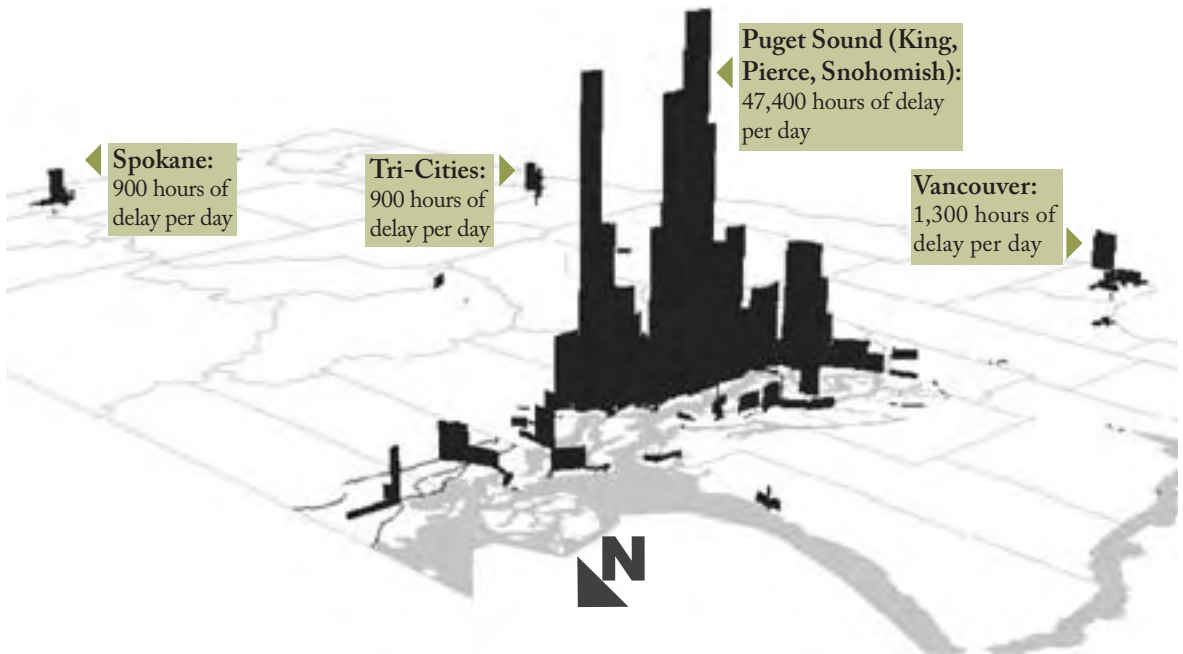 Puget Sound (King,
Pierce, Snohomish):
47,400 hours of delay
per day
Spokane:
900 hours of
delay per day
Tri-Cities:
900 hours of
delay per day
Vancouver:
1,300 hours of
delay per day
N